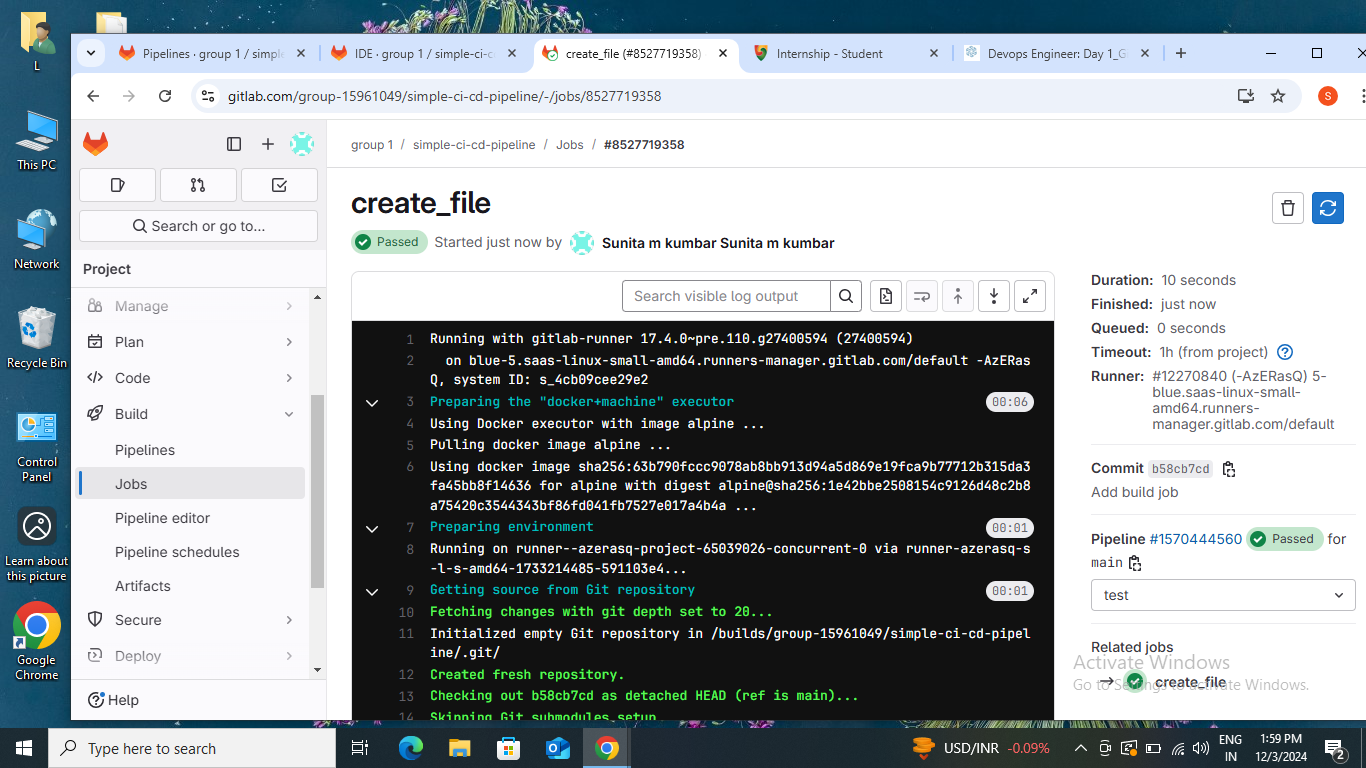 L
This PC
Network
Recycle Bin
Control
Panel
Learn about
this picture
Google
Chrome
Pipelines · group 1 / simple
IDE · group 1 / simple-ci-c
create_file (#8527719358)
Internship - Student
Devops Engineer: Day 1_G
gitlab.com/group-15961049/simple-ci-cd-pipeline/-/jobs/8527719358
S
Search or go to...
Project
Manage
Plan
Code
Build
Pipelines
Jobs
Pipeline editor
Pipeline schedules
Artifacts
Secure
Deploy
Help
group 1 / simple-ci-cd-pipeline / Jobs / #8527719358
create_file
Passed Started just now by Sunita m kumbar Sunita m kumbar
Search visible log output
1 Running with gitlab-runner 17.4.0~pre.110.g27400594 (27400594)
2 on blue-5.saas-linux-small-amd64.runners-manager.gitlab.com/default -AzERas
Q, system ID: s_4cb09cee29e2
3 Preparing the "docker+machine" executor 00:06
4 Using Docker executor with image alpine ...
5 Pulling docker image alpine ...
6 Using docker image sha256:63b790fccc9078ab8bb913d94a5d869e19fca9b77712b315da3
fa45bb8f14636 for alpine with digest alpine@sha256:1e42bbe2508154c9126d48c2b8
a75420c3544343bf86fd041fb7527e017a4b4a ...
7 Preparing environment 00:01
8 Running on runner--azerasq-project-65039026-concurrent-0 via runner-azerasq-s
-l-s-amd64-1733214485-591103e4...
9 Getting source from Git repository 00:01
10 Fetching changes with git depth set to 20...
11 Initialized empty Git repository in /builds/group-15961049/simple-ci-cd-pipel
ine/.git/
12 Created fresh repository.
13 Checking out b58cb7cd as detached HEAD (ref is main)...
14 Skipping Git submodules setup
Duration: 10 seconds
Finished: just now
Queued: 0 seconds
Timeout: 1h (from project)
Runner: #12270840 (-AzERasQ) 5-
blue.saas-linux-small-
amd64.runners-
manager.gitlab.com/default
Commit b58cb7cd
Add build job
Pipeline #1570444560 Passed for
main
test
Related jobs
→ create_file
Activate Windows
Go to Settings to activate Windows.
Type here to search
USD/INR -0.09%
ENG
IN
1:59 PM
12/3/2024
2